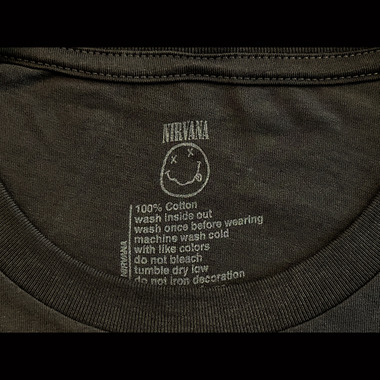 NIRVANA
100% Cotton
wash inside out
wash once before wearing
machine wash cold
with like colors
do not bleach
tumble dry low
do not iron decoration
NIRVANA